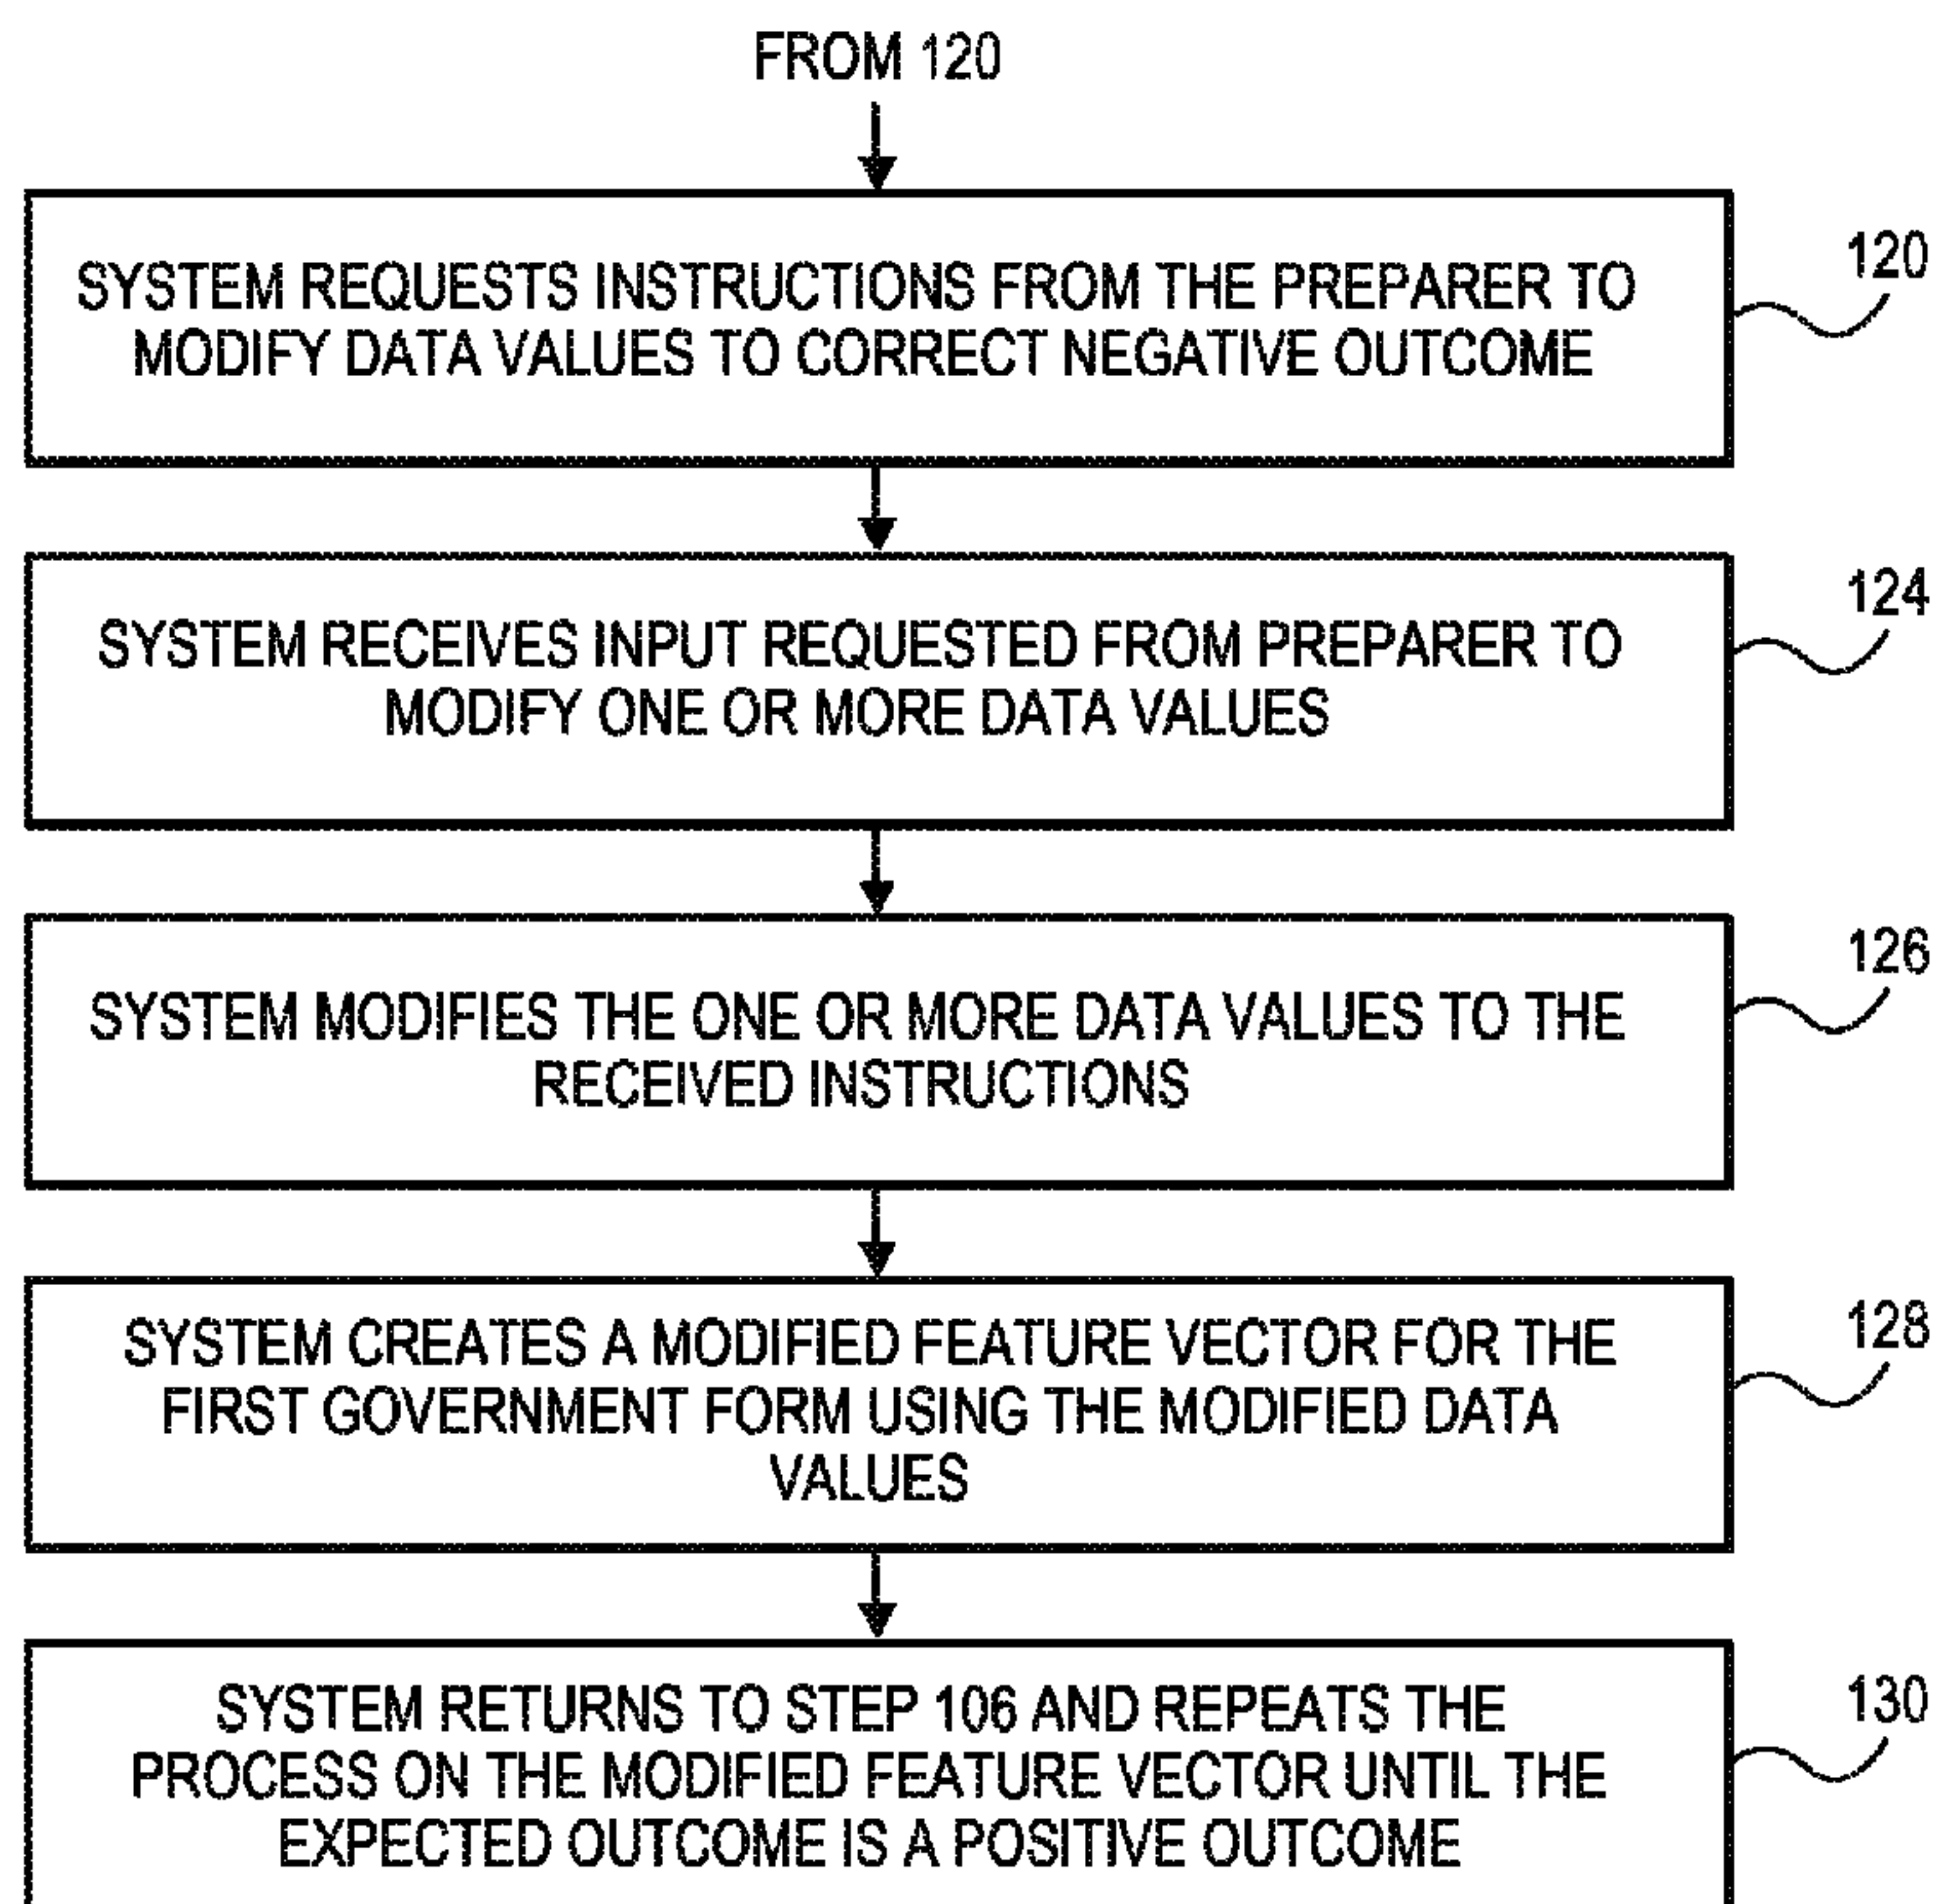 FROM 120
SYSTEM REQUESTS INSTRUCTIONS FROM THE PREPARER TO
MODIFY DATA VALUES TO CORRECT NEGATIVE OUTCOME
120
SYSTEM RECEIVES INPUT REQUESTED FROM PREPARER TO
MODIFY ONE OR MORE DATA VALUES
124
SYSTEM MODIFIES THE ONE OR MORE DATA VALUES TO THE
RECEIVED INSTRUCTIONS
126
SYSTEM CREATES A MODIFIED FEATURE VECTOR FOR THE
FIRST GOVERNMENT FORM USING THE MODIFIED DATA
VALUES
128
SYSTEM RETURNS TO STEP 106 AND REPEATS THE
PROCESS ON THE MODIFIED FEATURE VECTOR UNTIL THE
EXPECTED OUTCOME IS A POSITIVE OUTCOME
130